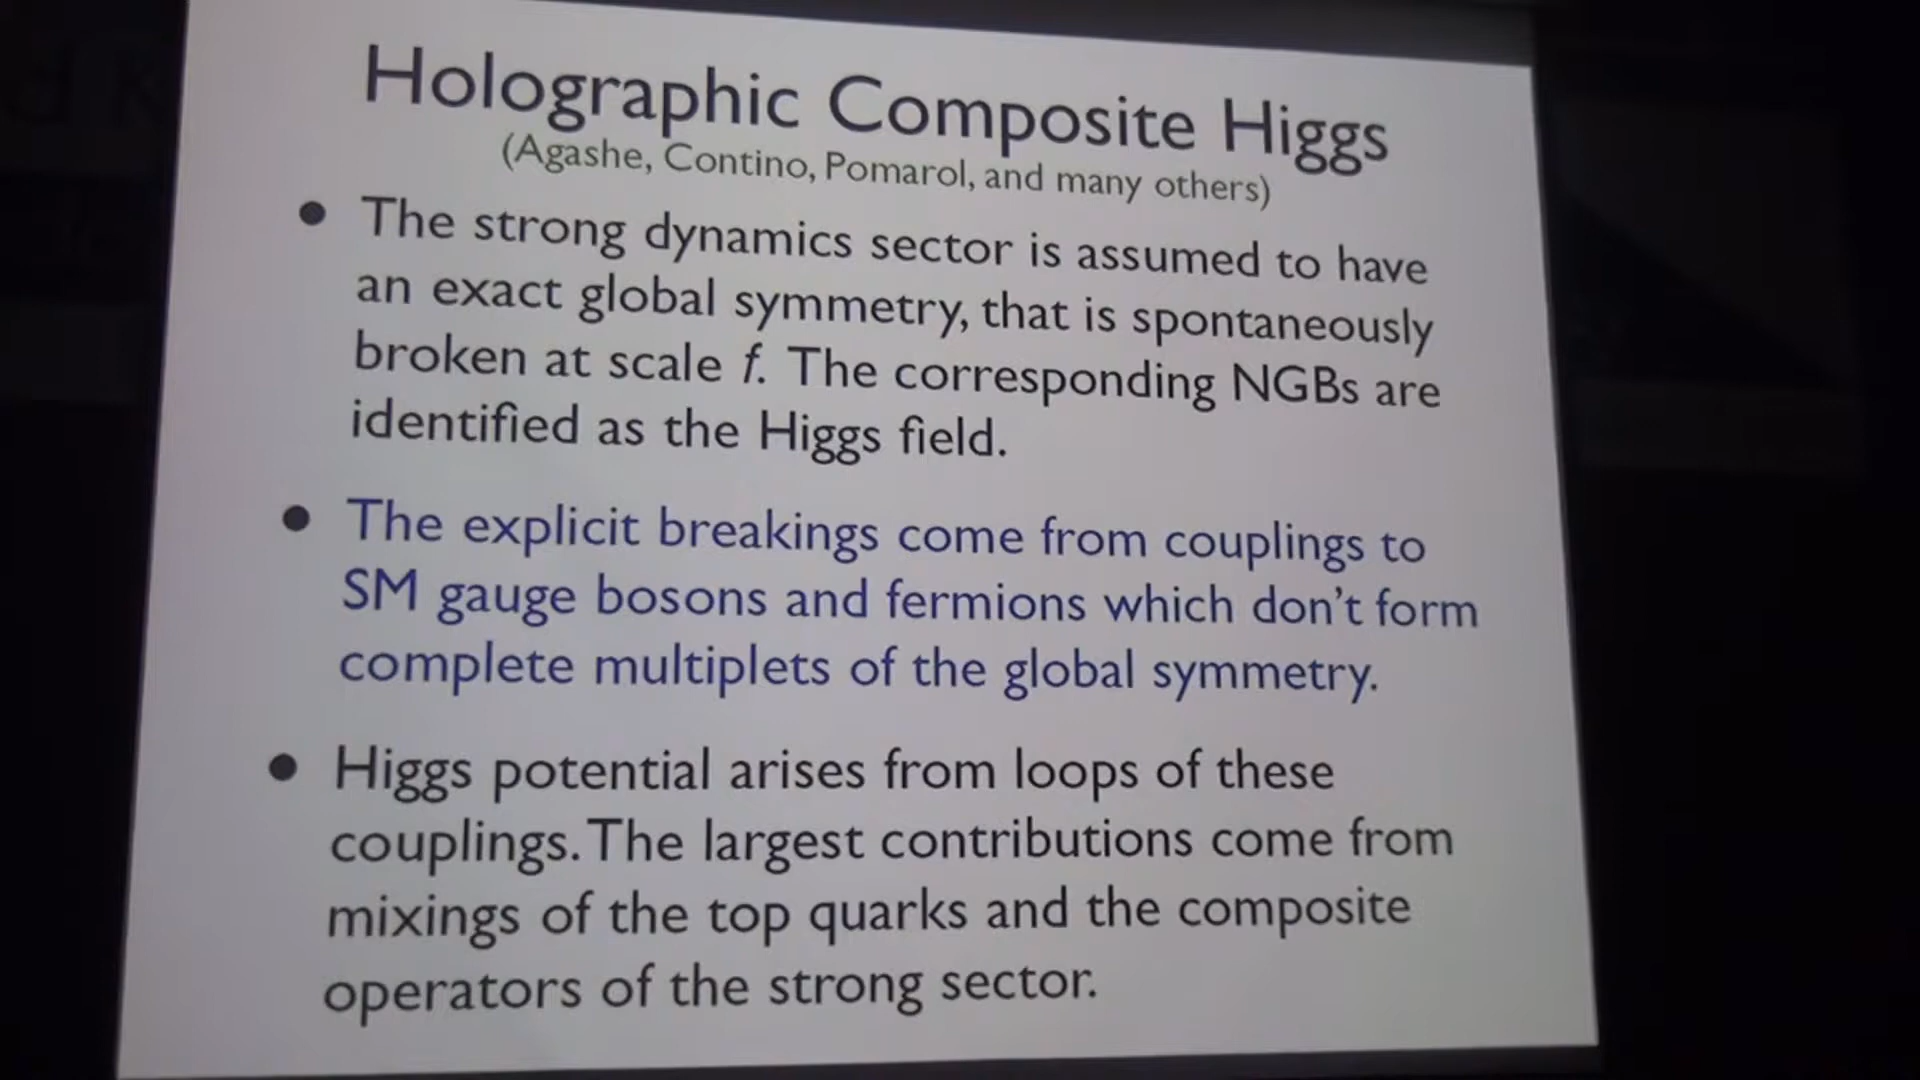 Holographic Composite Higgs
(Agashe, Contino, Pomarol, and many others)
• The strong dynamics sector is assumed to have
an exact global symmetry, that is spontaneously
broken at scale f. The corresponding NGBs are
identified as the Higgs field.
• The explicit breakings come from couplings to
SM gauge bosons and fermions which don't form
complete multiplets of the global symmetry.
• Higgs potential arises from loops of these
couplings. The largest contributions come from
mixings of the top quarks and the composite
operators of the strong sector.